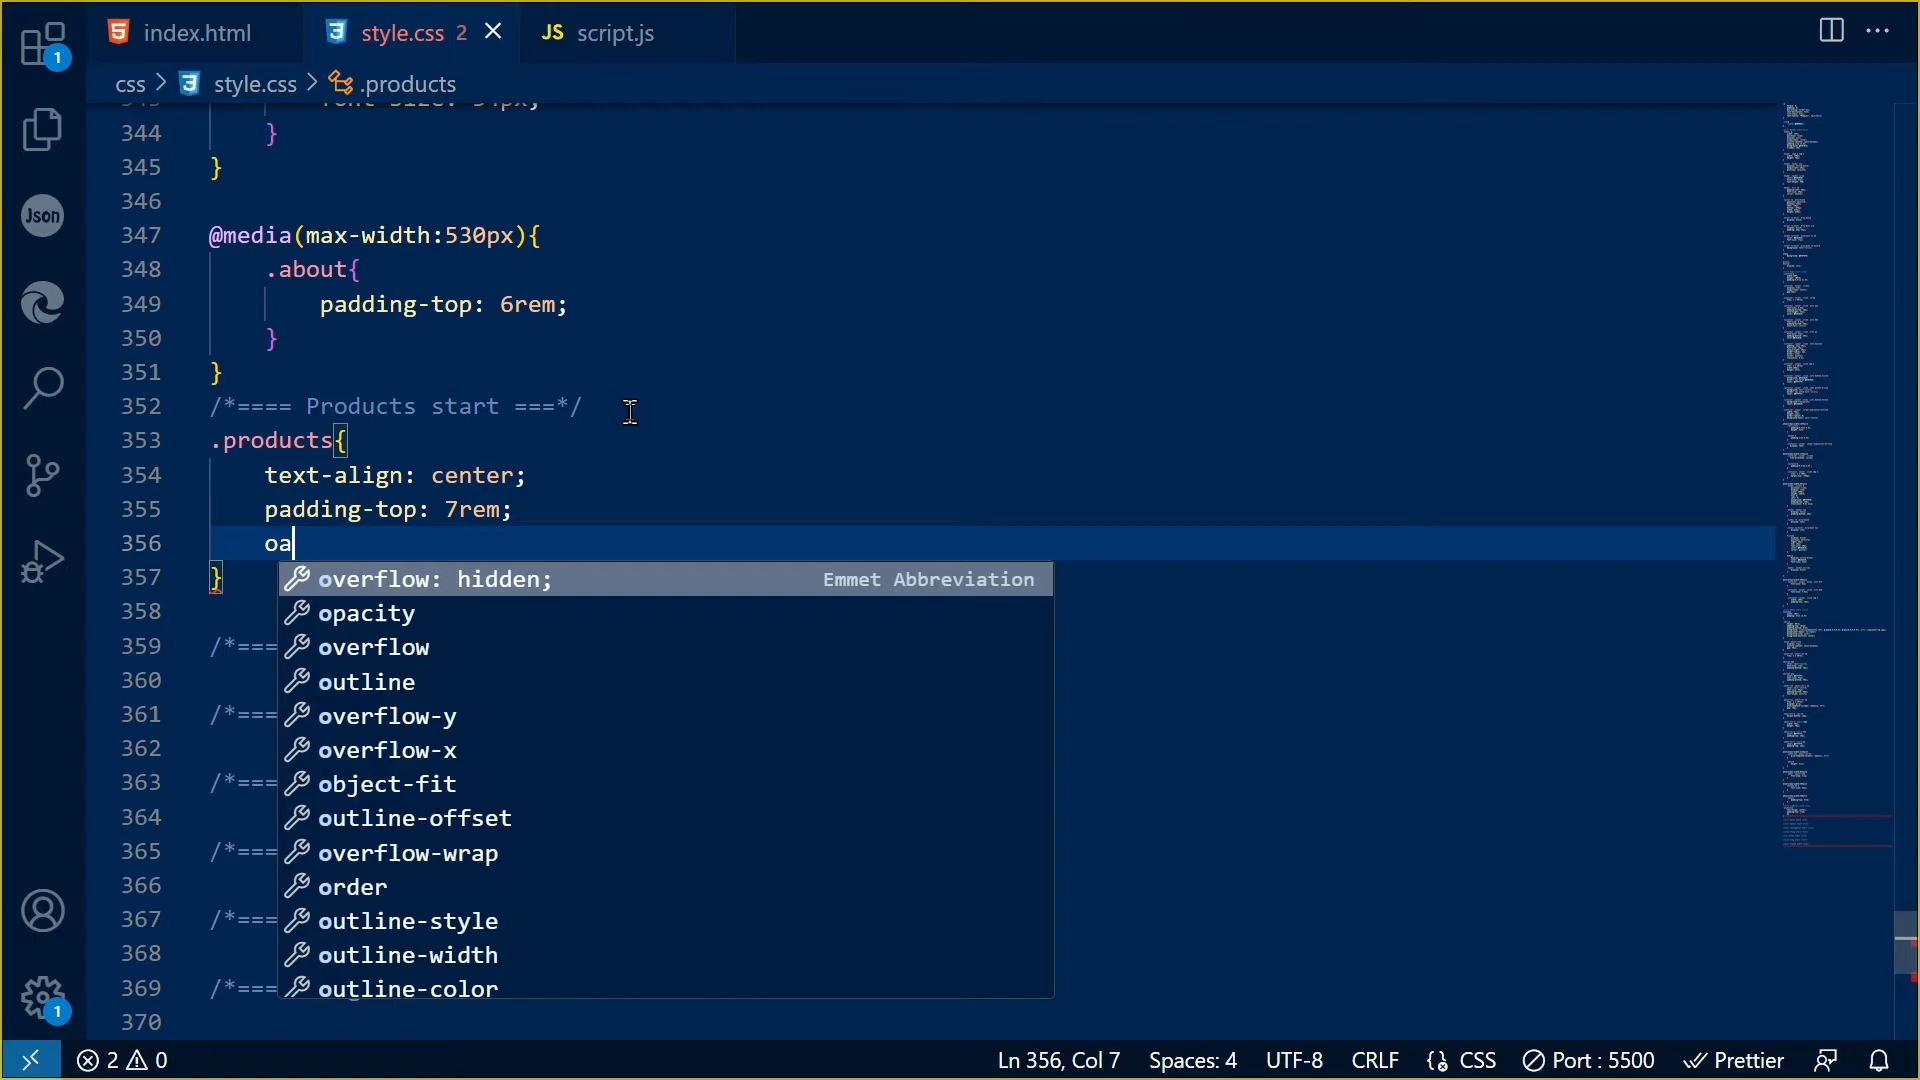 index.html
style.css 2
JS script.js
css > style.css > .products
344 }
345 }
346
347 @media(max-width:530px){
348 .about{
349 padding-top: 6rem;
350 }
351 }
352 /*==== Products start ===*/
353 .products{
354 text-align: center;
355 padding-top: 7rem;
356 oa
357 }
overflow: hidden; Emmet Abbreviation
358 opacity
359 /*=== overflow
360 outline
361 /*=== overflow-y
362 overflow-x
363 /*=== object-fit
364 outline-offset
365 /*=== overflow-wrap
366 order
367 /*=== outline-style
368 outline-width
369 /*=== outline-color
370
1
Json
1
2 0 Ln 356, Col 7 Spaces: 4 UTF-8 CRLF CSS Port : 5500 Prettier